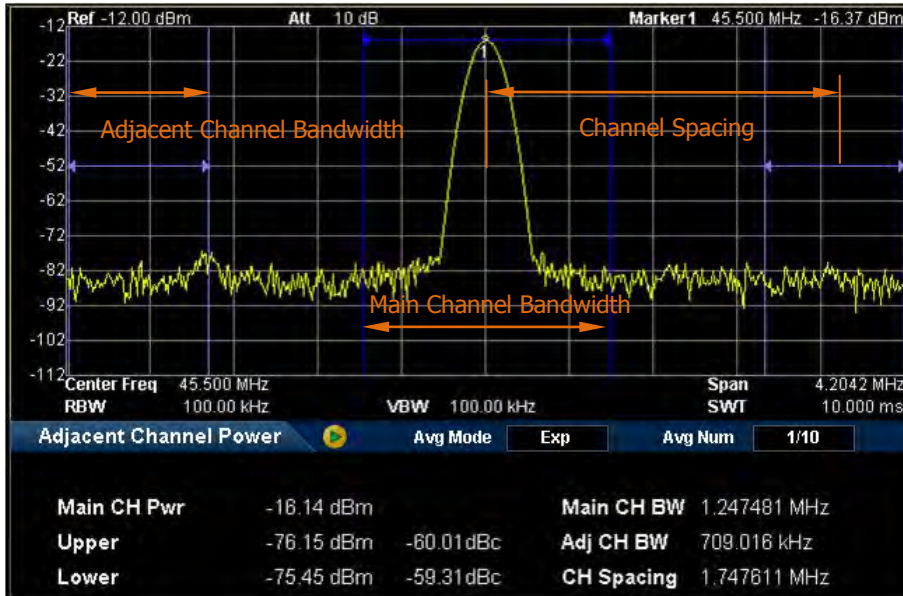 Ref -12.00 dBm Att 10 dB Marker1 45.500 MHz -16.37 dBm
-12
1
-22
-32
Adjacent Channel Bandwidth Channel Spacing
-42
-52
-62
-72
-82
-92
Main Channel Bandwidth
-102
-112
Center Freq 45.500 MHz Span 4.2042 MHz
RBW 100.00 kHz VBW 100.00 kHz SWT 10.000 ms
Adjacent Channel Power Avg Mode Exp Avg Num 1/10
Main CH Pwr -16.14 dBm Main CH BW 1.247481 MHz
Upper -76.15 dBm -60.01dBc Adj CH BW 709.016 kHz
Lower -75.45 dBm -59.31dBc CH Spacing 1.747611 MHz